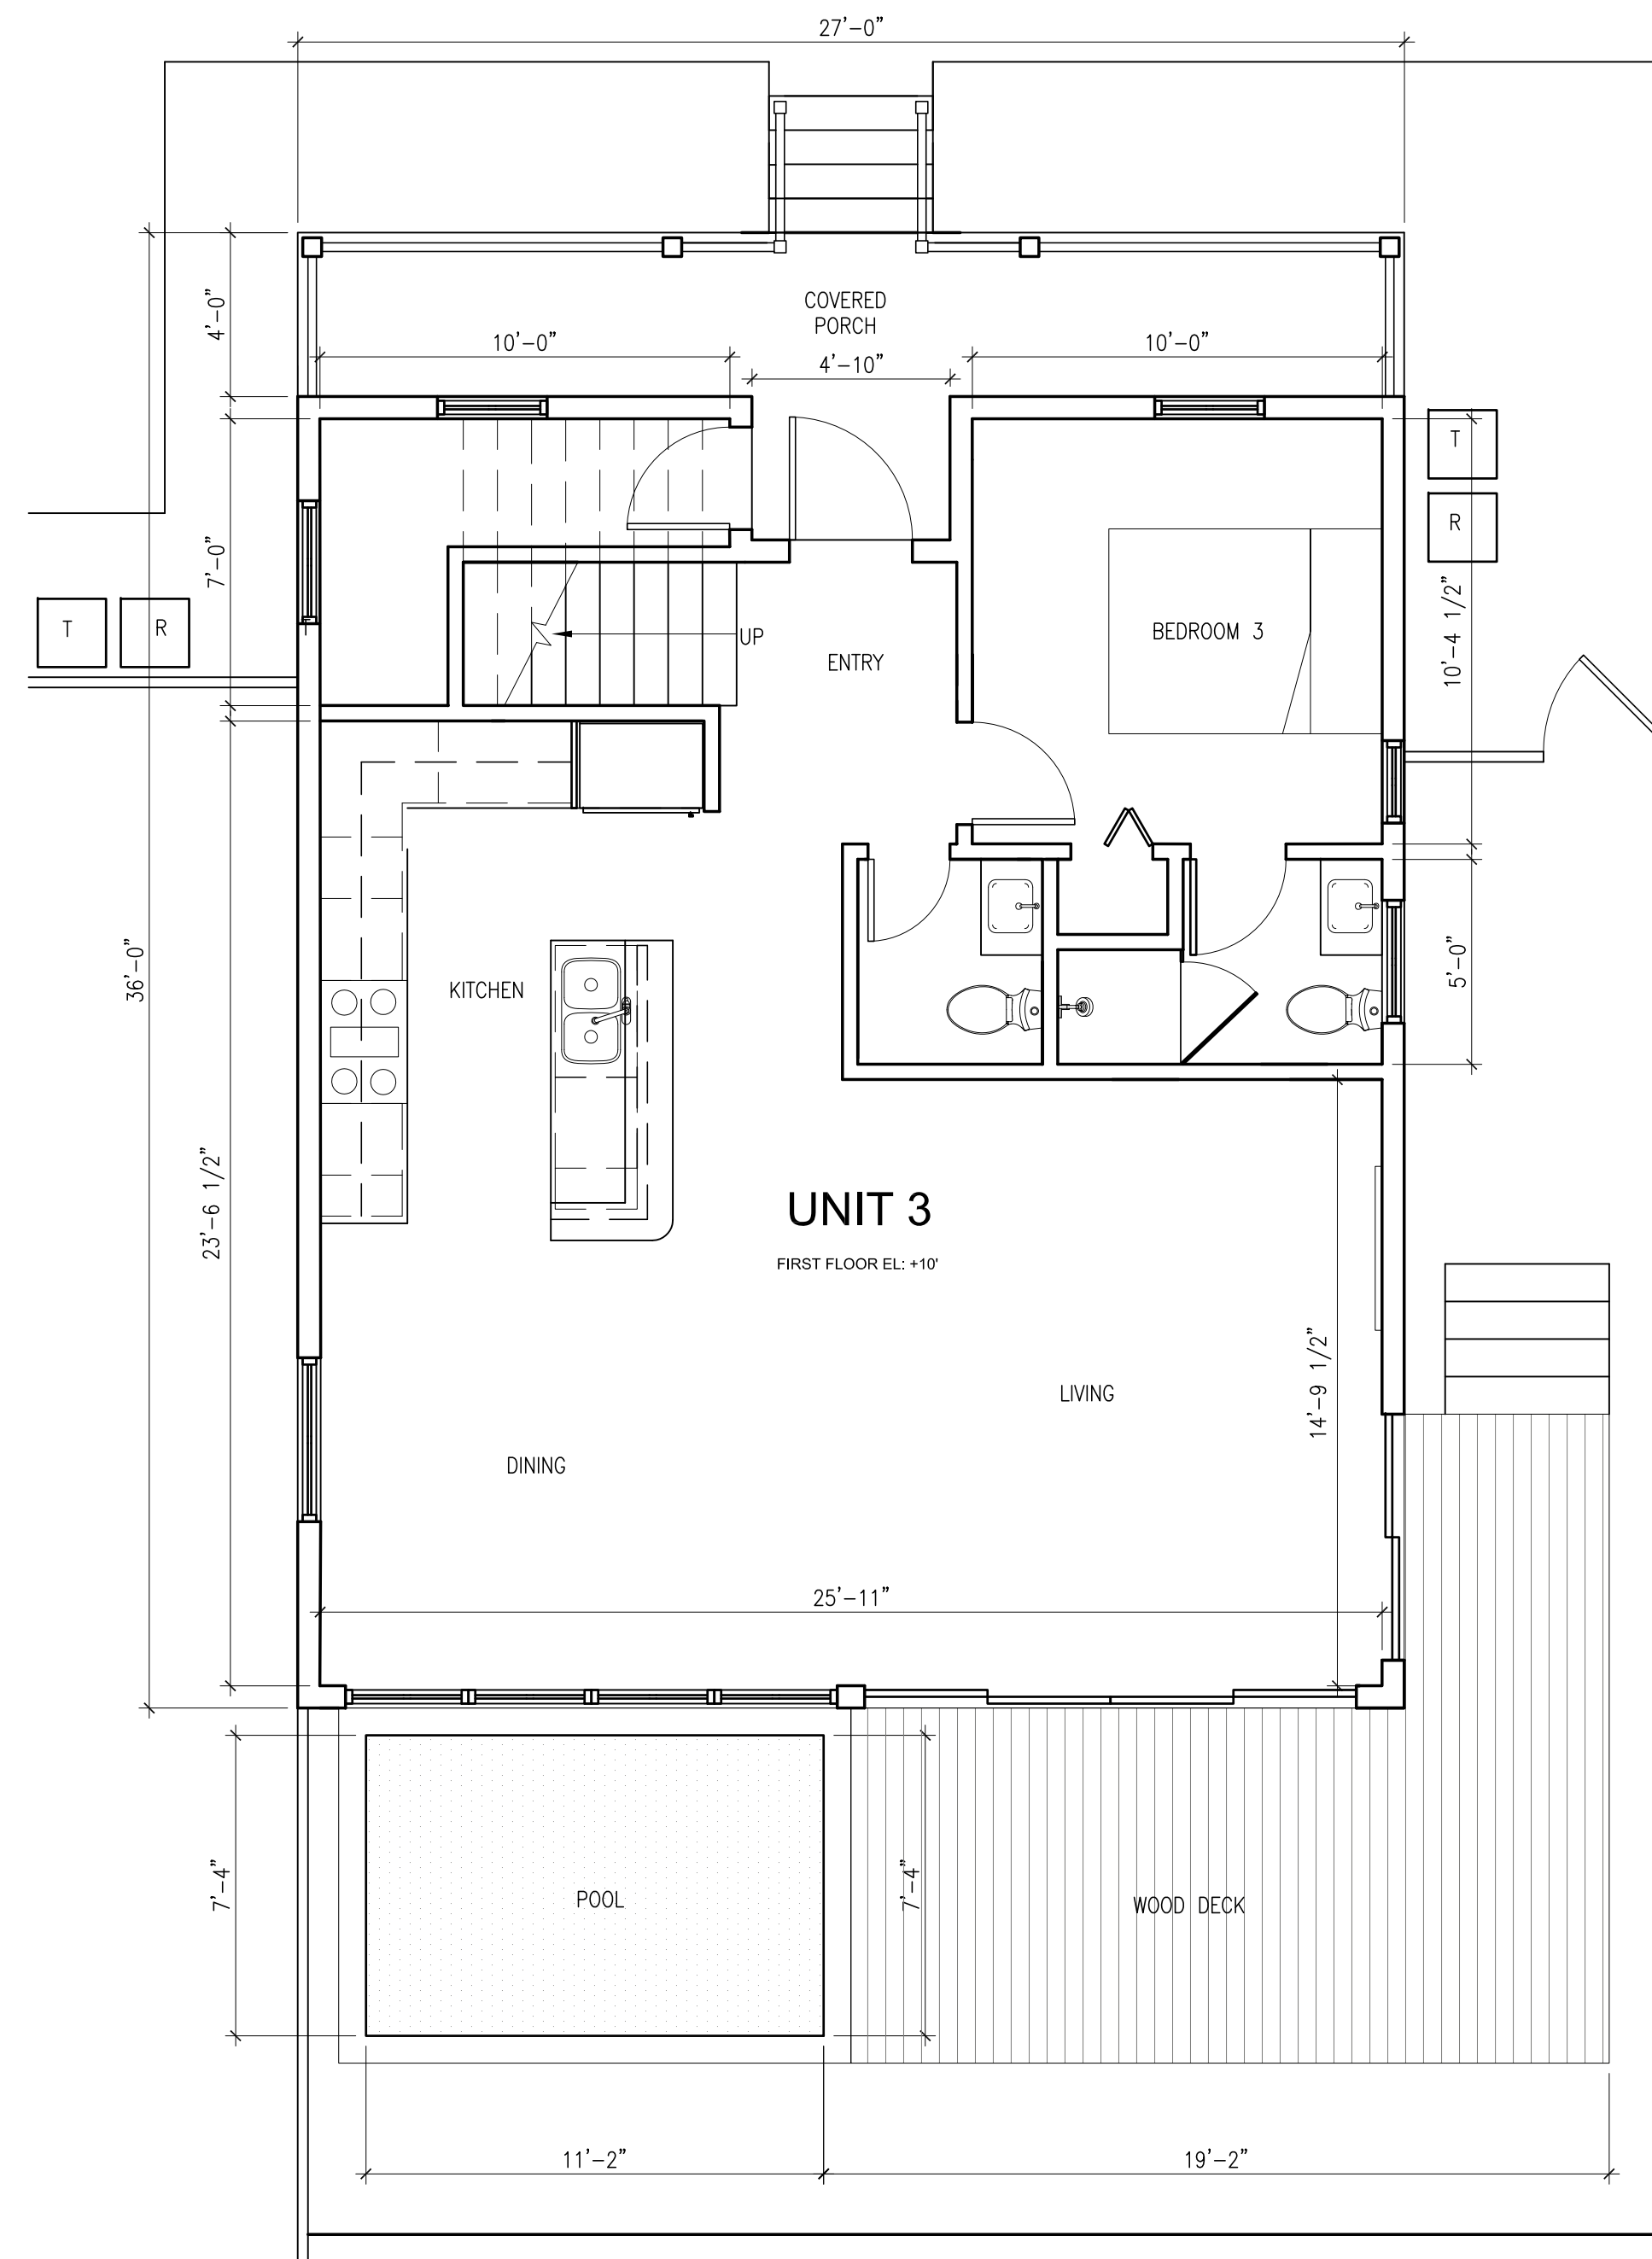 27'-0"
COVERED
PORCH
4'-0"
10'-0"
10'-0"
4'-10"
T
R
7'-0"
10'-4 1/2"
T
R
UP
BEDROOM 3
ENTRY
36'-0"
5'-0"
KITCHEN
23'-6 1/2"
UNIT 3
FIRST FLOOR EL: +10'
14'-9 1/2"
LIVING
DINING
25'-11"
7'-4"
POOL
7'-4"
WOOD DECK
11'-2"
19'-2"